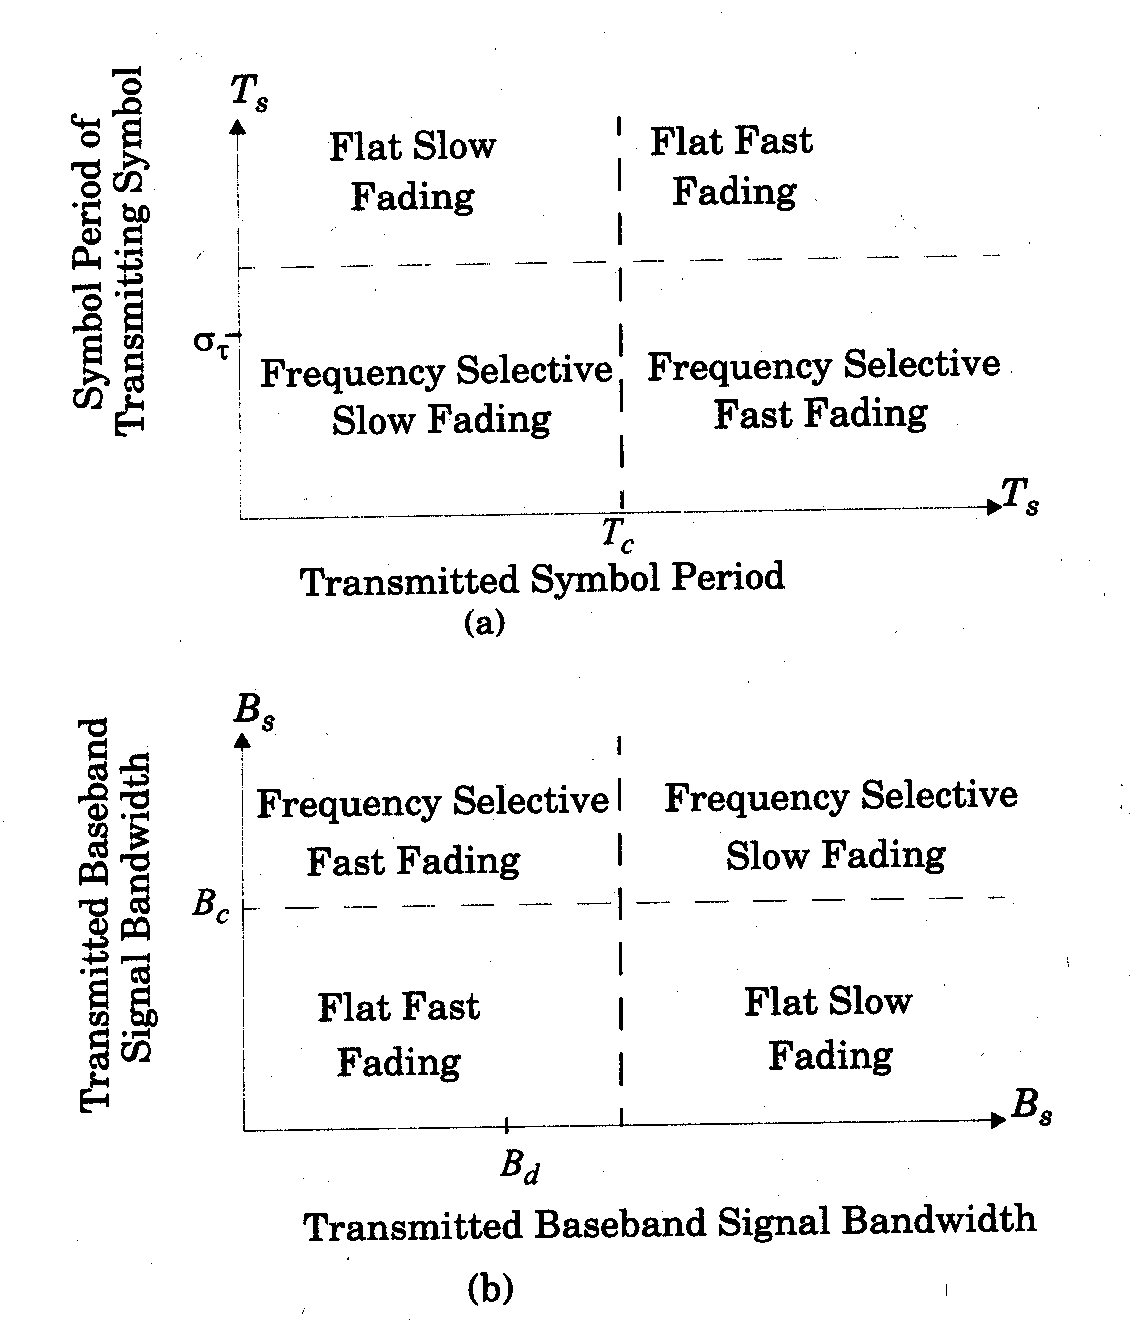 Symbol Period of
Transmitting Symbol
T_s
Flat Slow
Fading
Flat Fast
Fading
σ_τ
Frequency Selective
Slow Fading
Frequency Selective
Fast Fading
T_s
T_c
Transmitted Symbol Period
(a)
Transmitted Baseband
Signal Bandwidth
B_s
Frequency Selective
Fast Fading
Frequency Selective
Slow Fading
B_c
Flat Fast
Fading
Flat Slow
Fading
B_s
B_d
Transmitted Baseband Signal Bandwidth
(b)